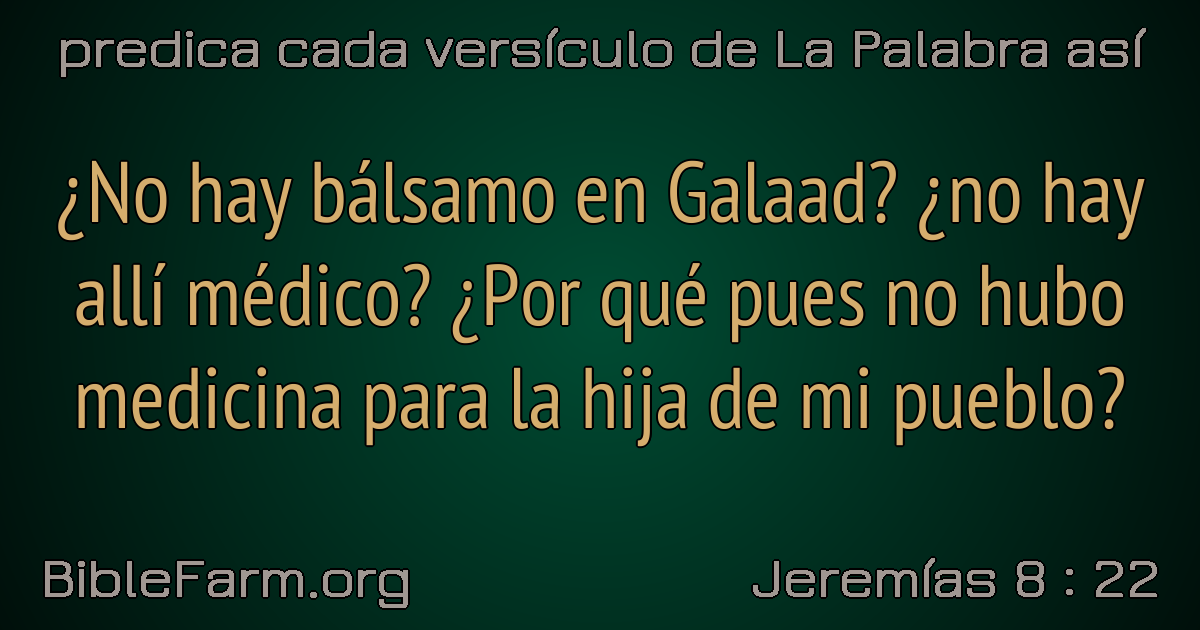 predica cada versículo de La Palabra así
¿No hay bálsamo en Galaad? ¿no hay
allí médico? ¿Por qué pues no hubo
medicina para la hija de mi pueblo?
BibleFarm.org
Jeremías 8 : 22